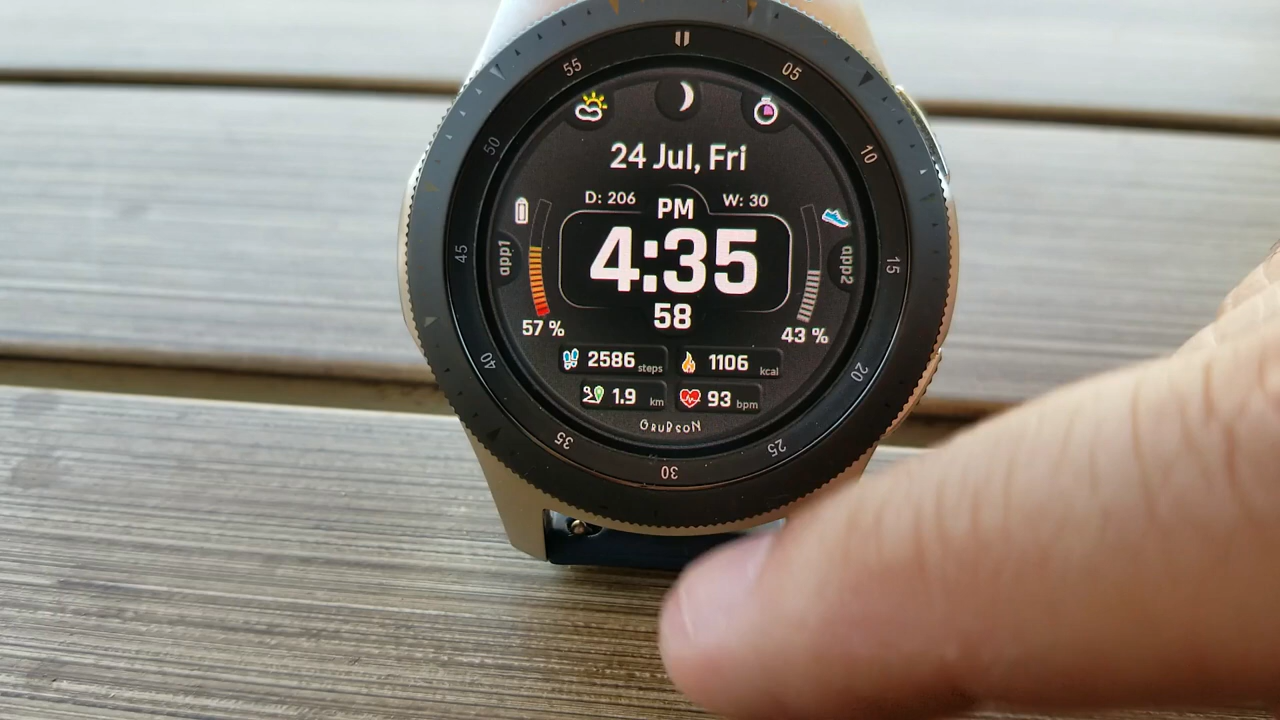 55
05
50
10
24 Jul, Fri
D: 206
PM
W: 30
45
app1
4:35
app2
15
58
57 %
43 %
40
2586 steps
1106 kcal
20
1.9 km
93 bpm
GRUBSON
35
25
30